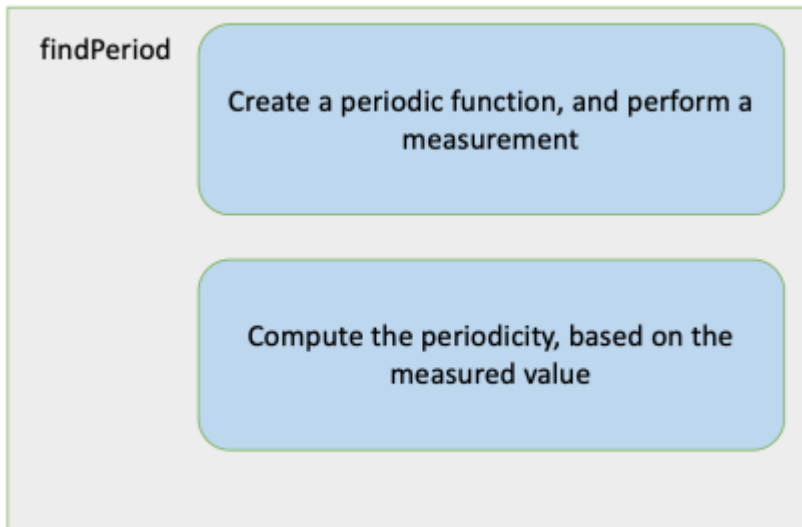 findPeriod
Create a periodic function, and perform a
measurement
Compute the periodicity, based on the
measured value